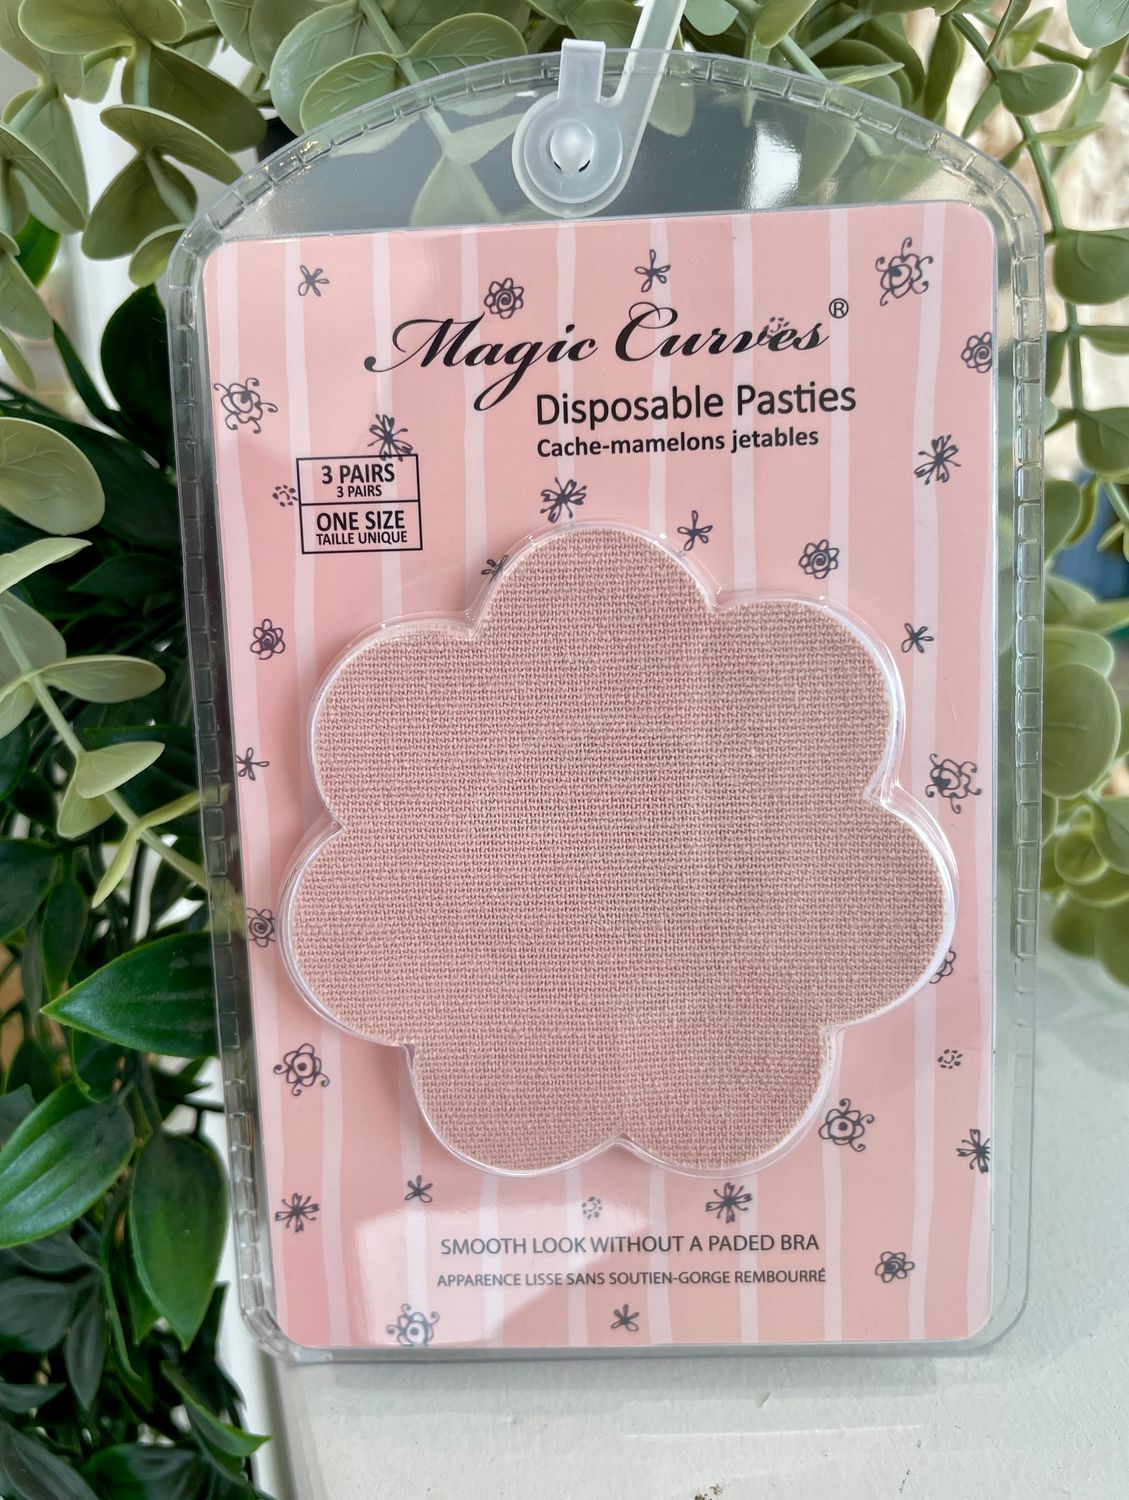 Magic Curves®
Disposable Pasties
Cache-mamelons jetables
3 PAIRS
3 PAIRS
ONE SIZE
TAILLE UNIQUE
SMOOTH LOOK WITHOUT A PADED BRA
APPARENCE LISSE SANS SOUTIEN-GORGE REMBOURRÉ